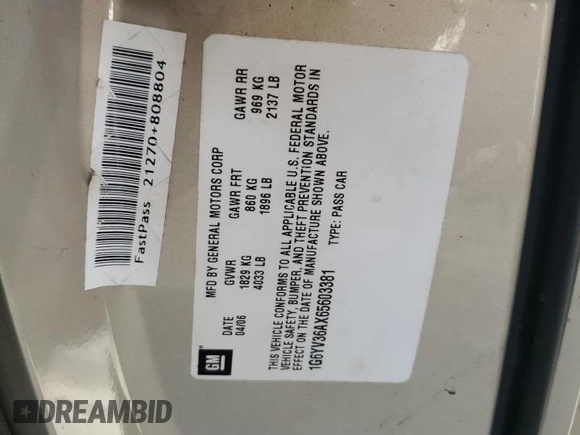 FastPass 21270+808804
MFD BY GENERAL MOTORS CORP
DATE GVWR GAWR FRT GAWR RR
04/06 1829 KG 860 KG 969 KG
4033 LB 1896 LB 2137 LB
THIS VEHICLE CONFORMS TO ALL APPLICABLE U.S. FEDERAL MOTOR
VEHICLE SAFETY, BUMPER, AND THEFT PREVENTION STANDARDS IN
EFFECT ON THE DATE OF MANUFACTURE SHOWN ABOVE.
1G6YV36AX65603381 TYPE: PASS CAR
GM
DREAMBID